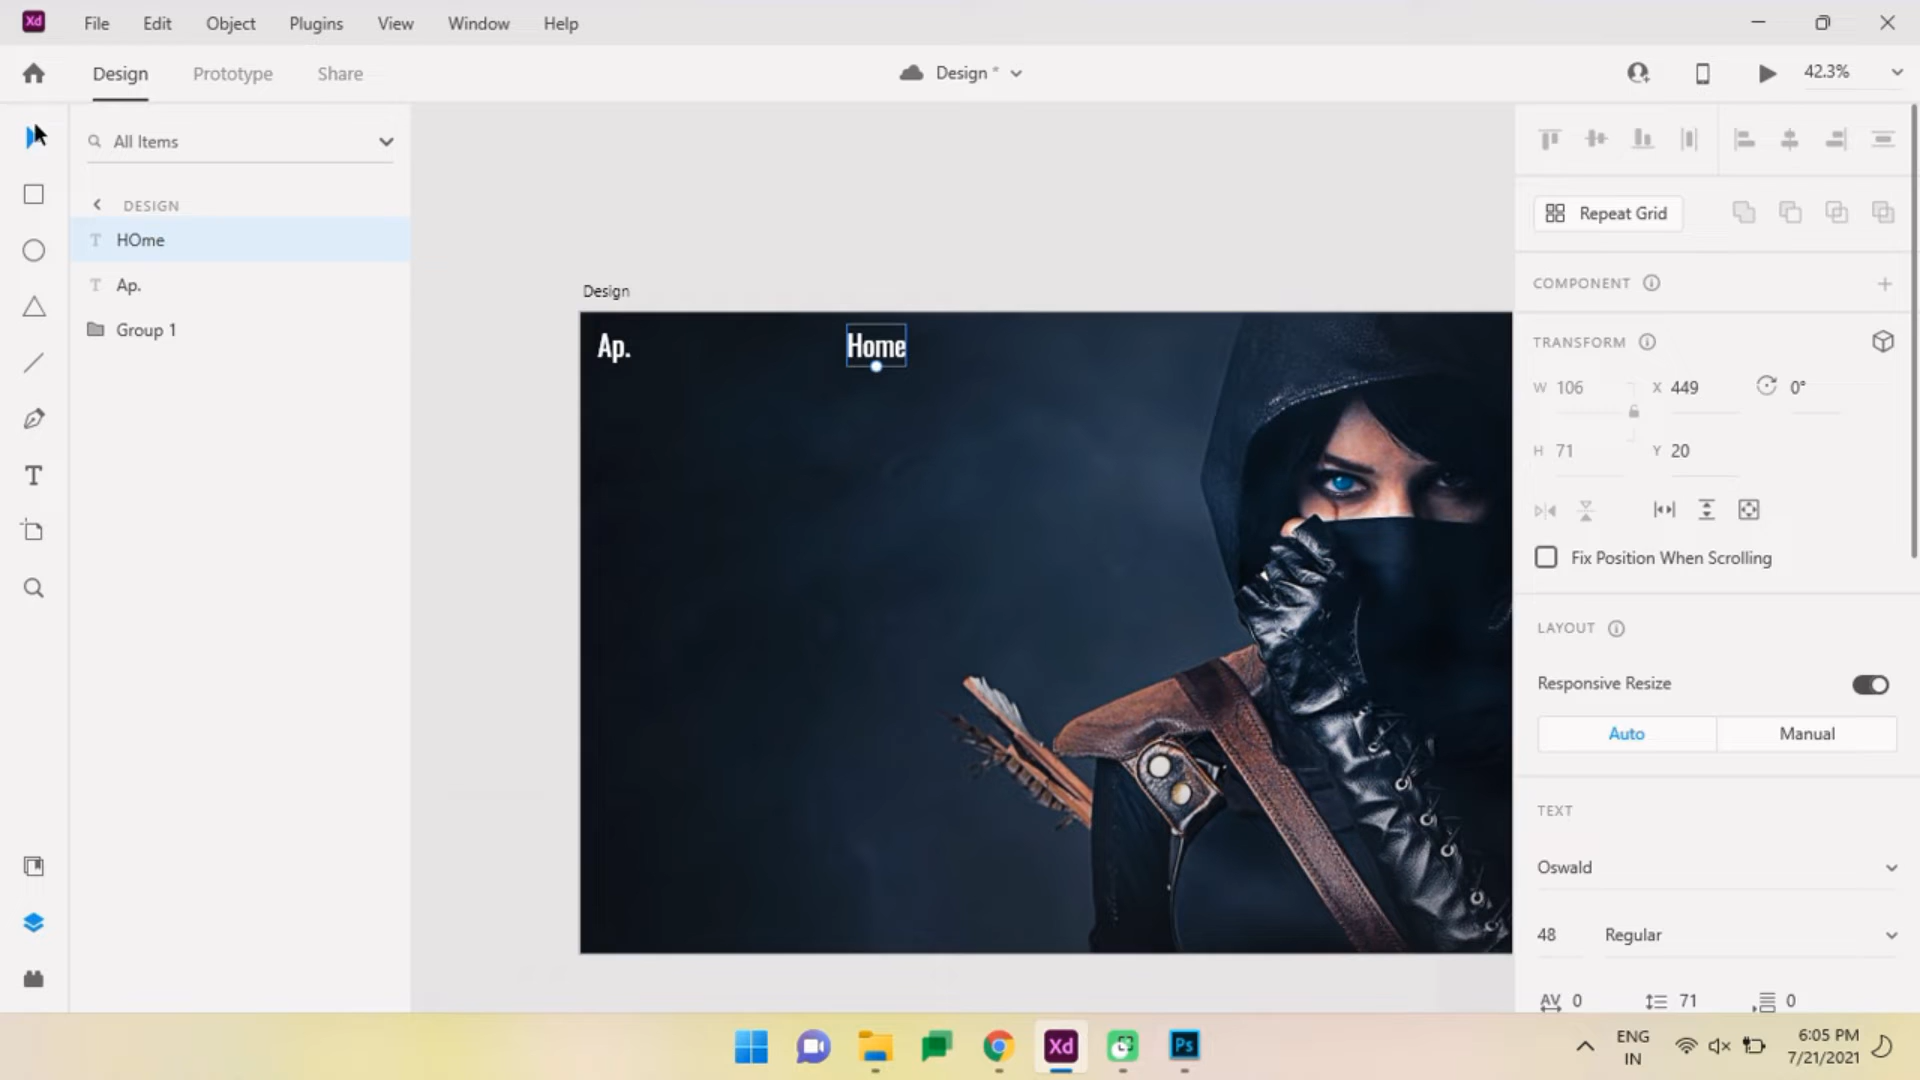 Xd File Edit Object Plugins View Window Help
Design Prototype Share Design * 42.3%
All Items
DESIGN
T HOme
T Ap.
Group 1
T
Design
Ap. Home
Repeat Grid
COMPONENT
TRANSFORM
W 106 X 449 0°
H 71 Y 20
Fix Position When Scrolling
LAYOUT
Responsive Resize
Auto Manual
TEXT
Oswald
48 Regular
AV 0 71 0
Xd Ps
ENG
IN
6:05 PM
7/21/2021